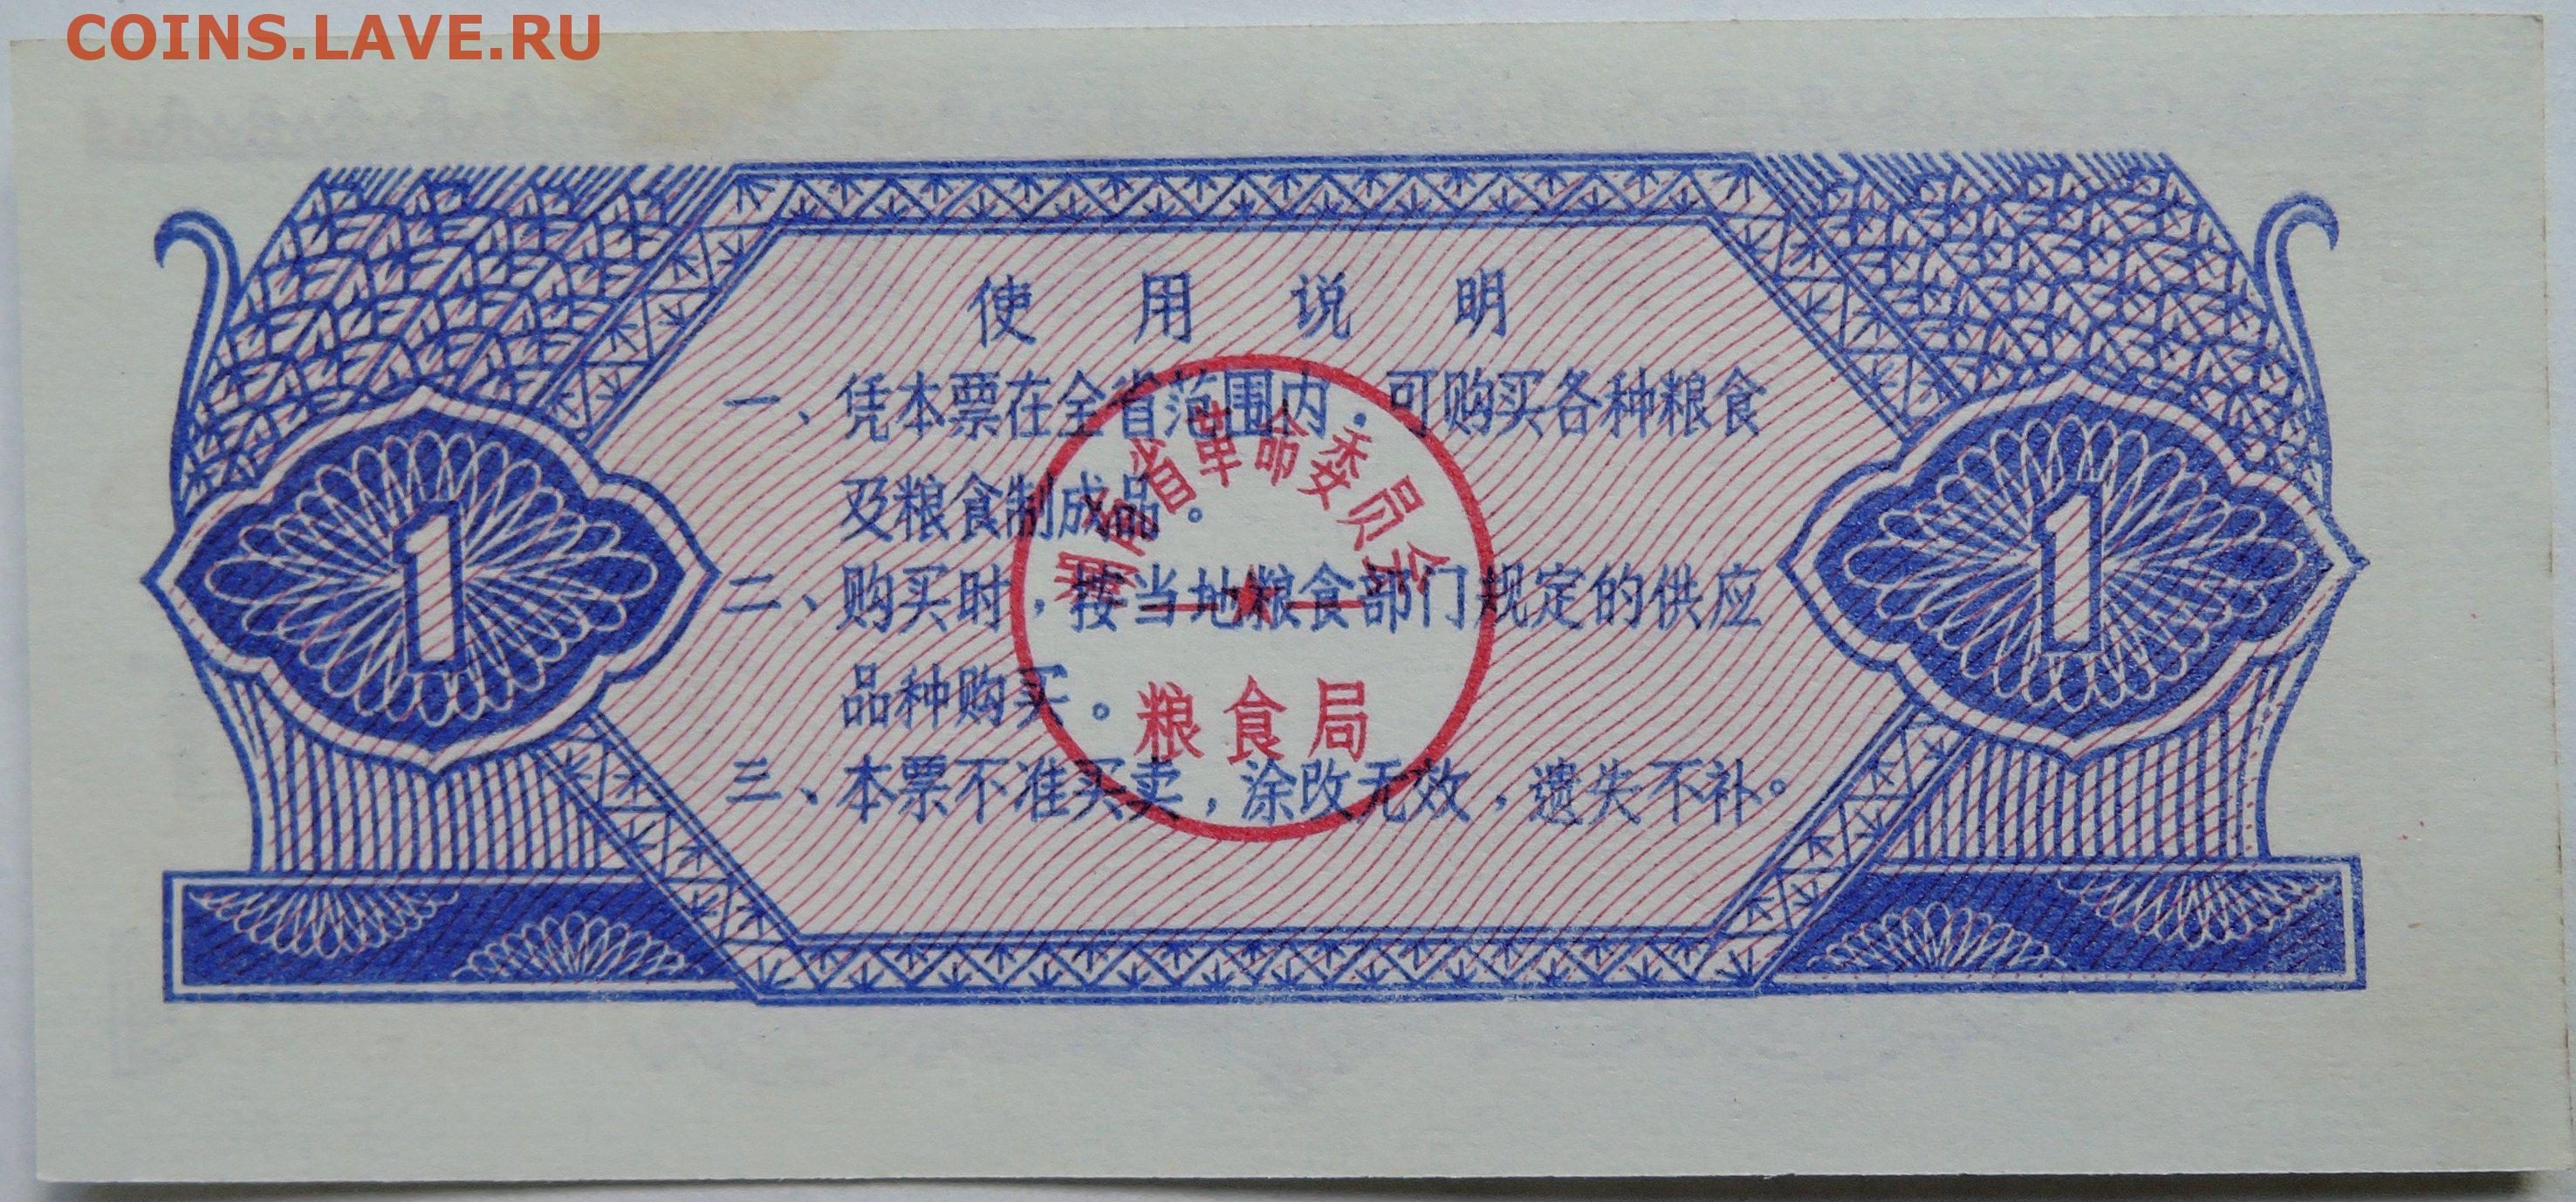 COINS.LAVE.RU
使用说明
一、凭本票在全省范围内，可购买各种粮食
及粮食制成品。
二、购买时，按当地粮食部门规定的供应
品种购买。
三、本票不准买卖，涂改无效，遗失不补。
省革命委员会
粮食局
1
1